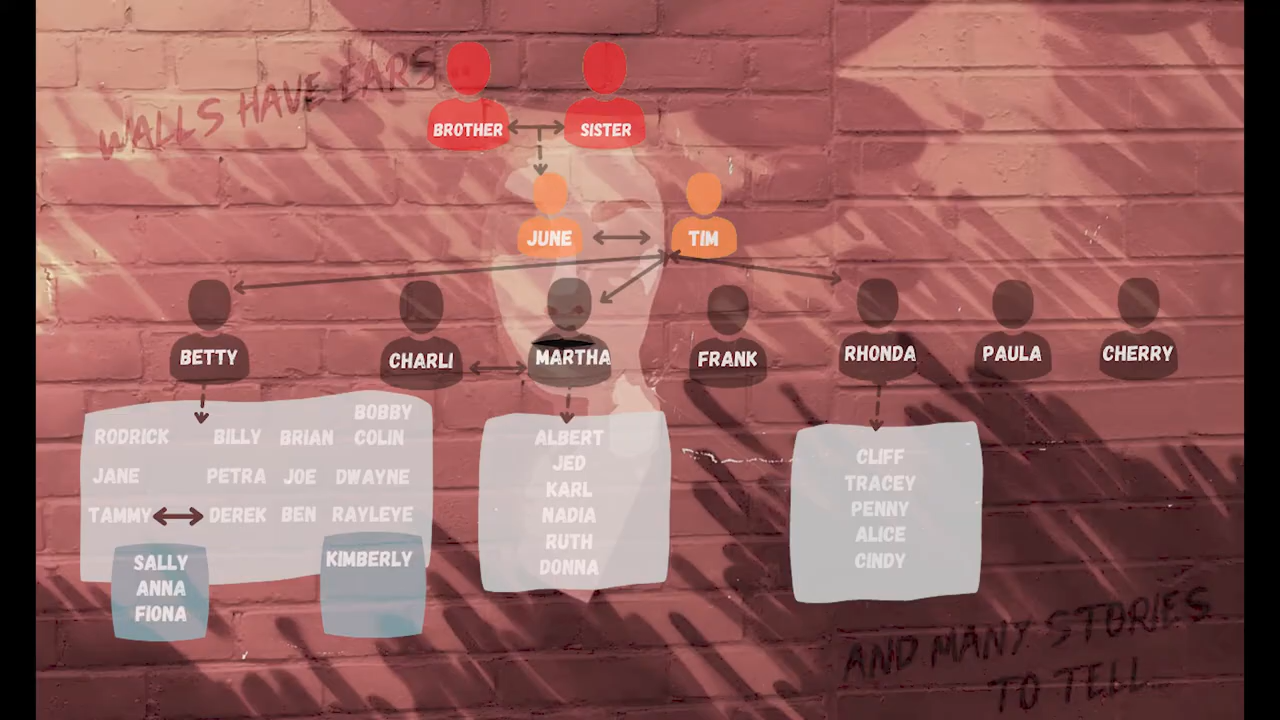 WALLS HAVE EARS
BROTHER SISTER
JUNE TIM
BETTY CHARLI MARTHA FRANK RHONDA PAULA CHERRY
BOBBY
RODRICK BILLY BRIAN COLIN
JANE PETRA JOE DWAYNE
TAMMY DEREK BEN RAYLEYE
SALLY
ANNA
FIONA
KIMBERLY
ALBERT
JED
KARL
NADIA
RUTH
DONNA
CLIFF
TRACEY
PENNY
ALICE
CINDY
AND MANY STORIES
TO TELL...